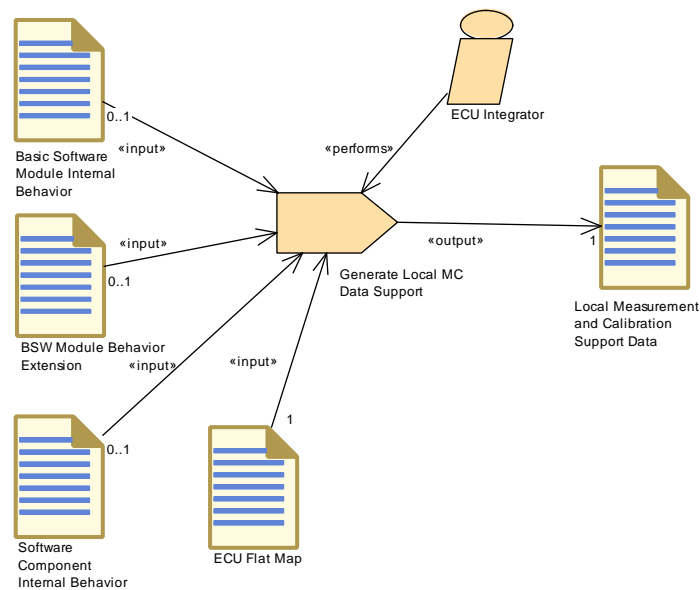 ECU Integrator
0..1
«input»
«performs»
Basic Software
Module Internal
Behavior
«input»
«output»
1
0..1
Generate Local MC
Data Support
Local Measurement
and Calibration
Support Data
BSW Module Behavior
Extension
«input»
«input»
1
0..1
Software
Component
Internal Behavior
ECU Flat Map